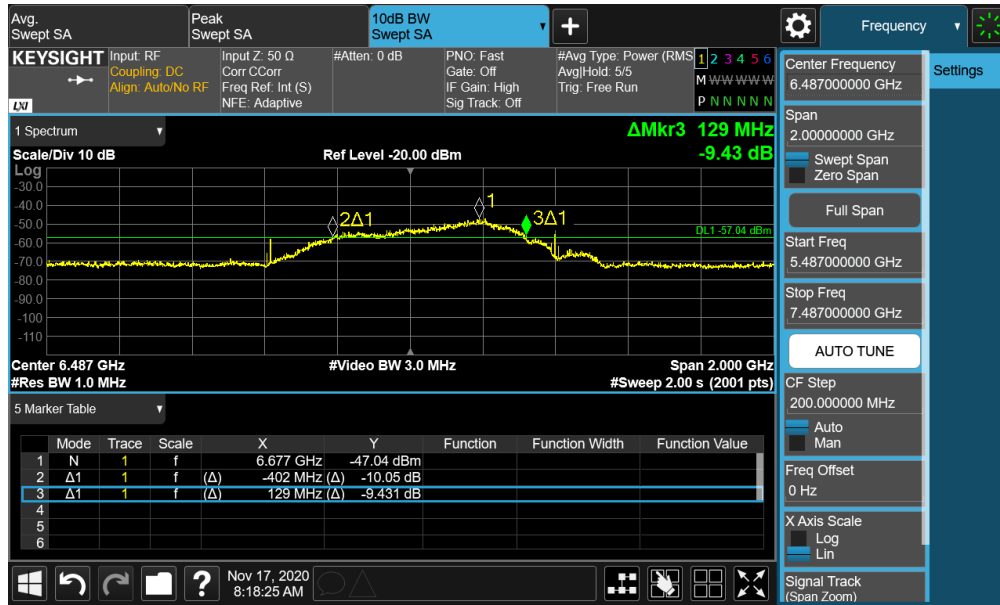 Avg.
Swept SA
Peak
Swept SA
10dB BW
Swept SA
Frequency
KEYSIGHT
LXI
Input: RF
Coupling: DC
Align: Auto/No RF
Input Z: 50 Ω
Corr CCorr
Freq Ref: Int (S)
NFE: Adaptive
#Atten: 0 dB
PNO: Fast
Gate: Off
IF Gain: High
Sig Track: Off
#Avg Type: Power (RMS
Avg|Hold: 5/5
Trig: Free Run
1 2 3 4 5 6
M W W W W W
P N N N N N
1 Spectrum
ΔMkr3 129 MHz
-9.43 dB
Scale/Div 10 dB
Ref Level -20.00 dBm
Log
-30.0
-40.0
-50.0
-60.0
-70.0
-80.0
-90.0
-100
-110
2Δ1
1
3Δ1
DL1 -57.04 dBm
Center 6.487 GHz
#Video BW 3.0 MHz
Span 2.000 GHz
#Res BW 1.0 MHz
#Sweep 2.00 s (2001 pts)
5 Marker Table
Mode Trace Scale X Y Function Function Width Function Value
1 N 1 f 6.677 GHz -47.04 dBm
2 Δ1 1 f (Δ) -402 MHz (Δ) -10.05 dB
3 Δ1 1 f (Δ) 129 MHz (Δ) -9.431 dB
4
5
6
Nov 17, 2020
8:18:25 AM
Center Frequency
6.487000000 GHz
Span
2.00000000 GHz
Swept Span
Zero Span
Full Span
Start Freq
5.487000000 GHz
Stop Freq
7.487000000 GHz
AUTO TUNE
CF Step
200.000000 MHz
Auto
Man
Freq Offset
0 Hz
X Axis Scale
Log
Lin
Signal Track
(Span Zoom)
Settings